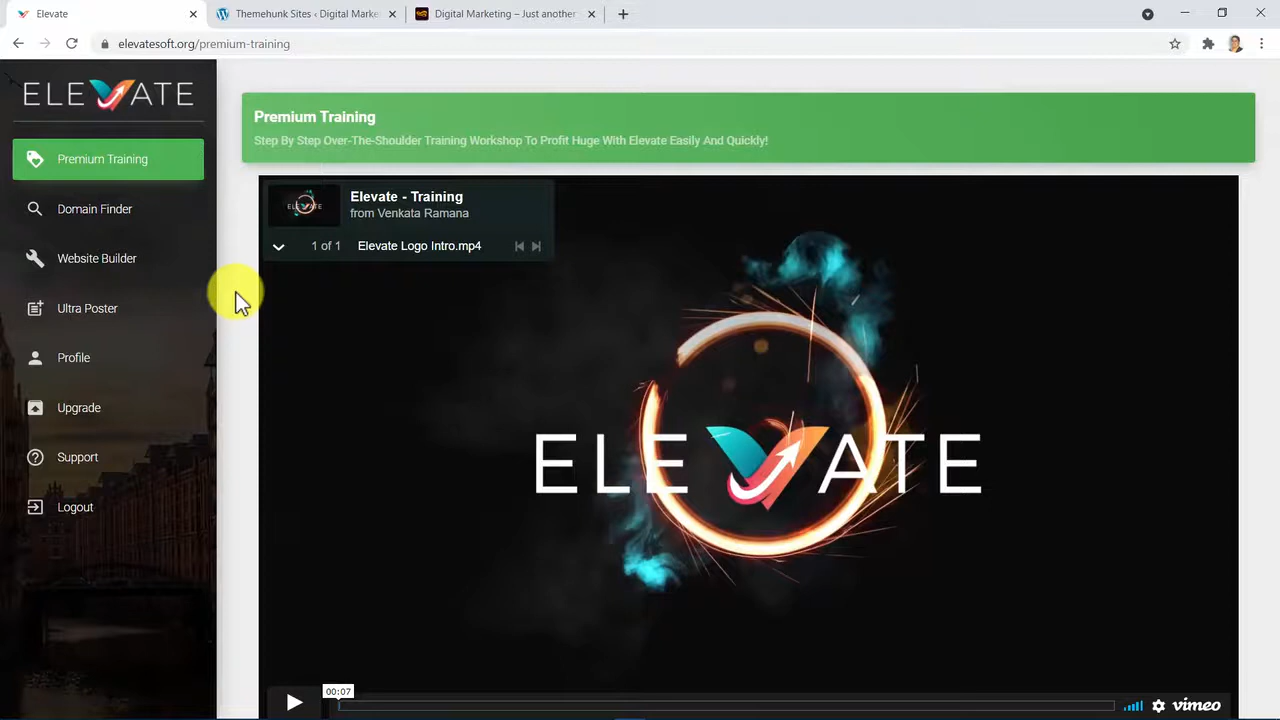 Elevate
Themehunk Sites ‹ Digital Market
Digital Marketing – Just another
elevatesoft.org/premium-training
ELEVATE
Premium Training
Domain Finder
Website Builder
Ultra Poster
Profile
Upgrade
Support
Logout
Premium Training
Step By Step Over-The-Shoulder Training Workshop To Profit Huge With Elevate Easily And Quickly!
ELEVATE
Elevate - Training
from Venkata Ramana
1 of 1 Elevate Logo Intro.mp4
ELEVATE
00:07
vimeo